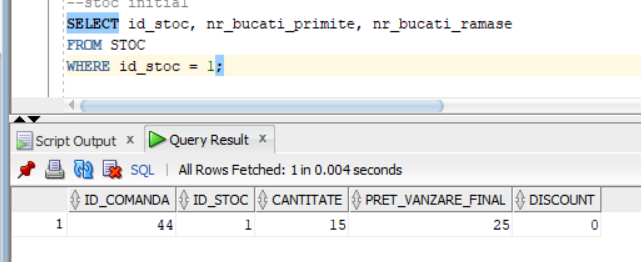 --stoc initial
SELECT id_stoc, nr_bucati_primite, nr_bucati_ramase
FROM STOC
WHERE id_stoc = 1;
Script Output x Query Result x
SQL | All Rows Fetched: 1 in 0.004 seconds
ID_COMANDA ID_STOC CANTITATE PRET_VANZARE_FINAL DISCOUNT
1 44 1 15 25 0